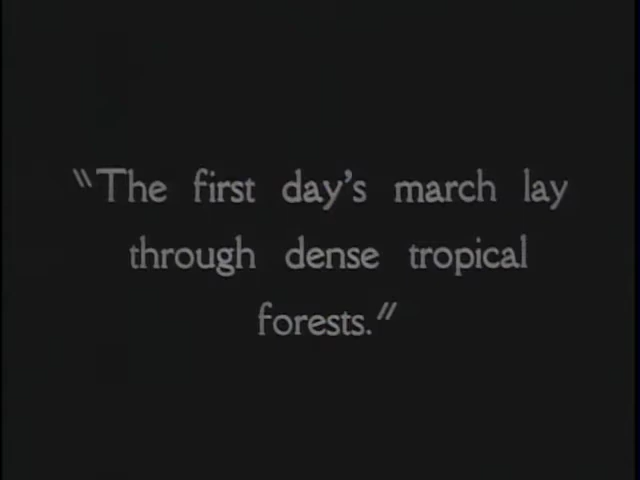 "The first day's march lay
through dense tropical
forests."